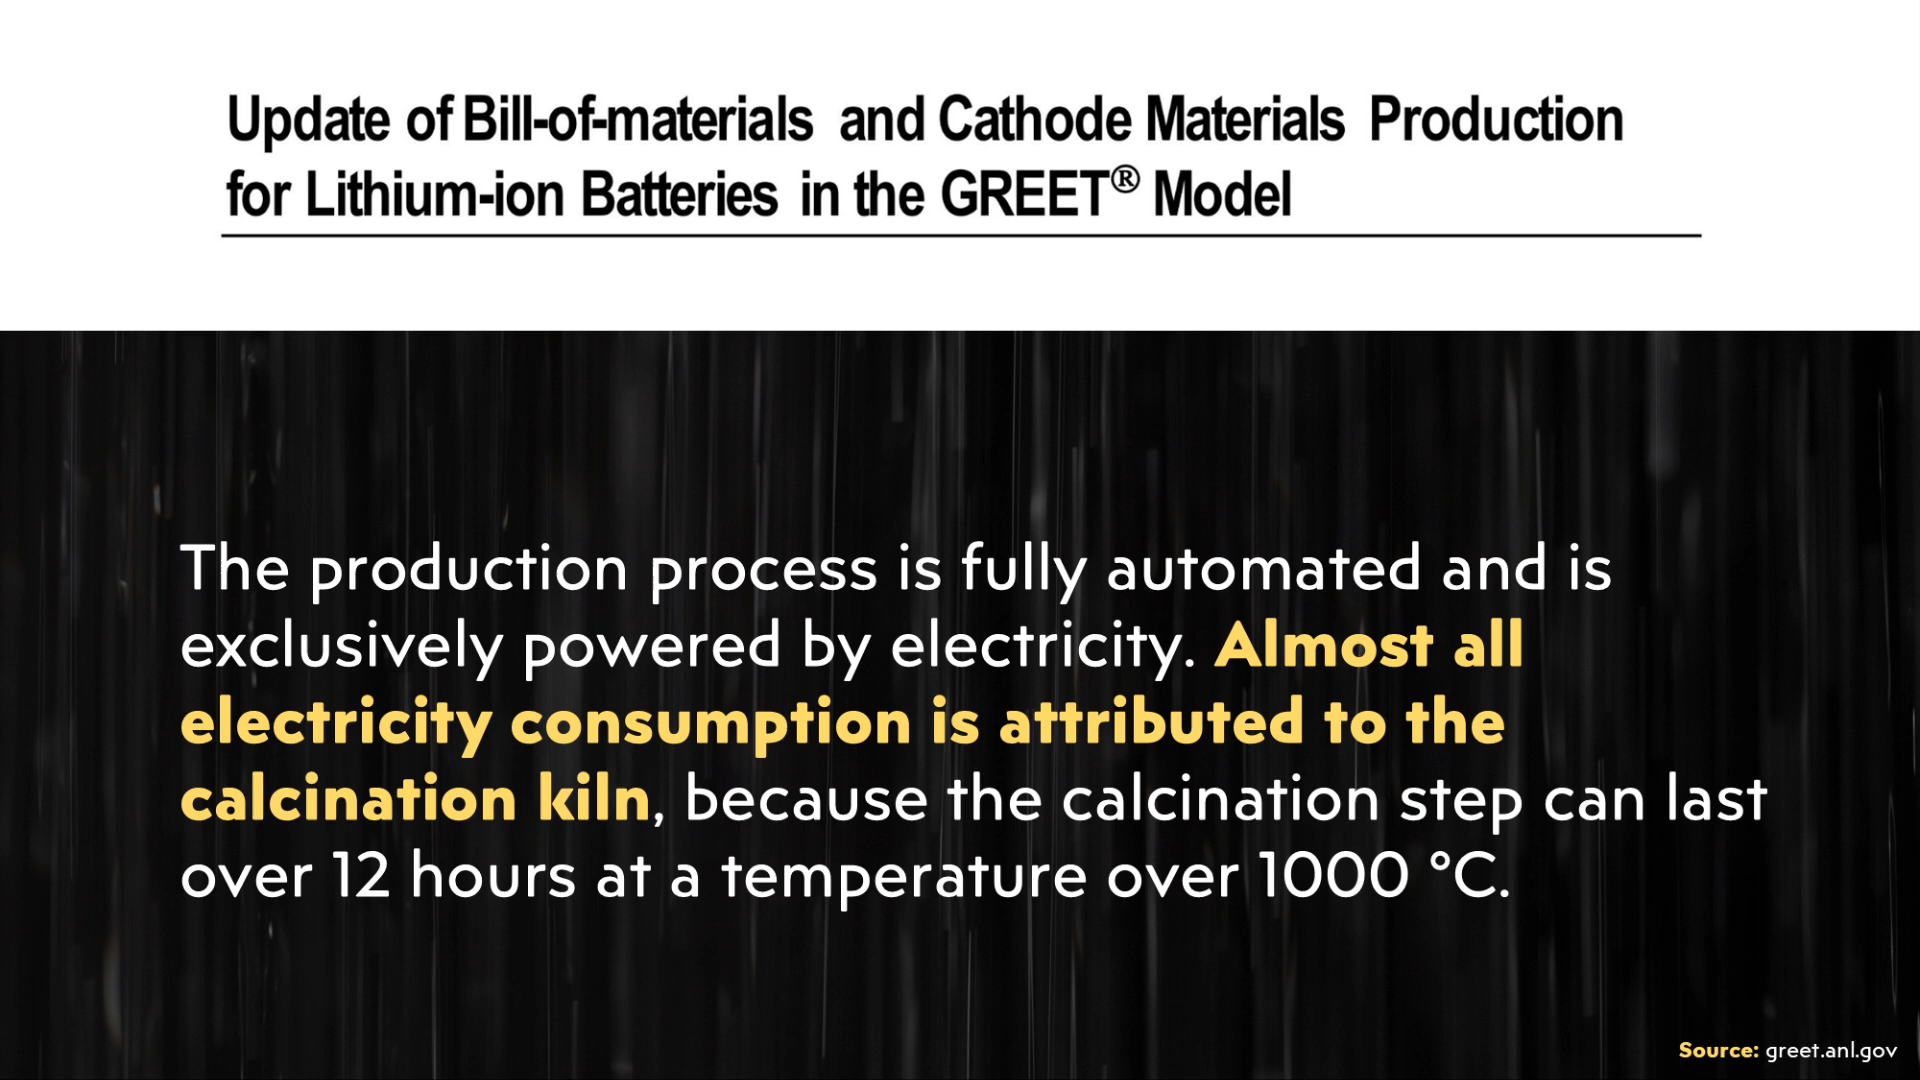 Update of Bill-of-materials and Cathode Materials Production
for Lithium-ion Batteries in the GREET® Model
The production process is fully automated and is
exclusively powered by electricity. Almost all
electricity consumption is attributed to the
calcination kiln, because the calcination step can last
over 12 hours at a temperature over 1000 °C.
Source: greet.anl.gov